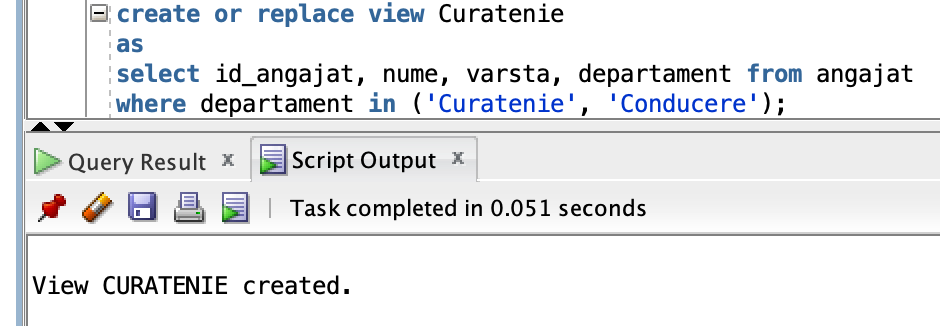 create or replace view Curatenie
as
select id_angajat, nume, varsta, departament from angajat
where departament in ('Curatenie', 'Conducere');
Query Result x Script Output x
Task completed in 0.051 seconds
View CURATENIE created.